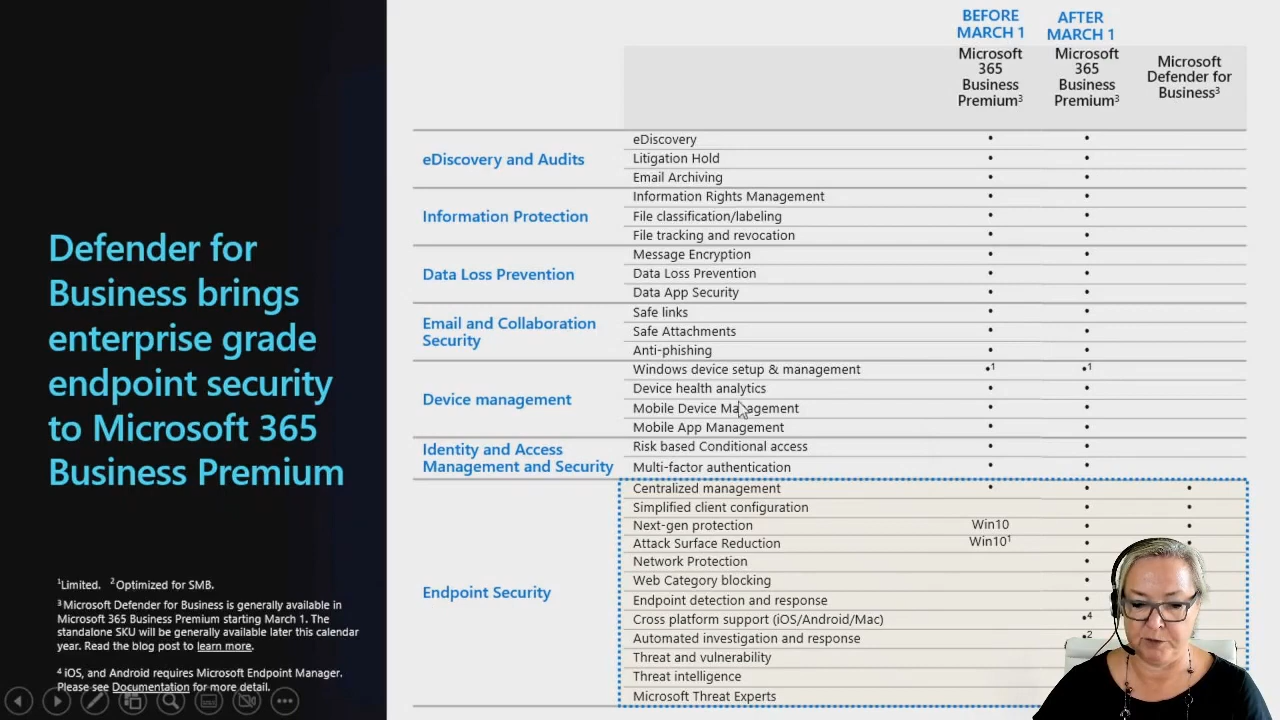 Defender for
Business brings
enterprise grade
endpoint security
to Microsoft 365
Business Premium
¹Limited. ²Optimized for SMB.
³Microsoft Defender for Business is generally available in
Microsoft 365 Business Premium starting March 1. The
standalone SKU will be generally available later this calendar
year. Read the blog post to learn more.
⁴ iOS, and Android requires Microsoft Endpoint Manager.
Please see Documentation for more detail.
BEFORE
MARCH 1
AFTER
MARCH 1
Microsoft
365
Business
Premium³
Microsoft
365
Business
Premium³
Microsoft
Defender for
Business³
eDiscovery and Audits
eDiscovery • •
Litigation Hold • •
Email Archiving • •
Information Protection
Information Rights Management • •
File classification/labeling • •
File tracking and revocation • •
Data Loss Prevention
Message Encryption • •
Data Loss Prevention • •
Data App Security • •
Email and Collaboration
Security
Safe links • •
Safe Attachments • •
Anti-phishing • •
Device management
Windows device setup & management •¹ •¹
Device health analytics • •
Mobile Device Management • •
Mobile App Management • •
Identity and Access
Management and Security
Risk based Conditional access • •
Multi-factor authentication • •
Endpoint Security
Centralized management • • •
Simplified client configuration • •
Next-gen protection Win10 • •
Attack Surface Reduction Win10¹ • •
Network Protection •
Web Category blocking •
Endpoint detection and response •
Cross platform support (iOS/Android/Mac) •⁴
Automated investigation and response •²
Threat and vulnerability
Threat intelligence
Microsoft Threat Experts